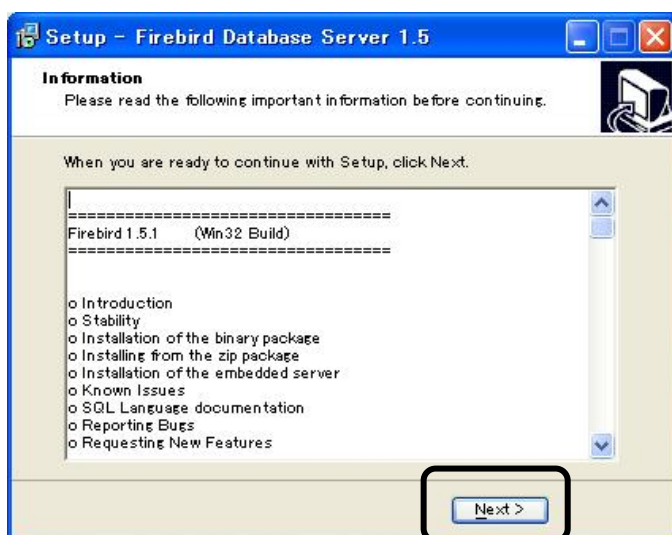 Setup - Firebird Database Server 1.5
Information
Please read the following important information before continuing.
When you are ready to continue with Setup, click Next.
==================================
Firebird 1.5.1 (Win32 Build)
==================================
o Introduction
o Stability
o Installation of the binary package
o Installing from the zip package
o Installation of the embedded server
o Known Issues
o SQL Language documentation
o Reporting Bugs
o Requesting New Features
Next >